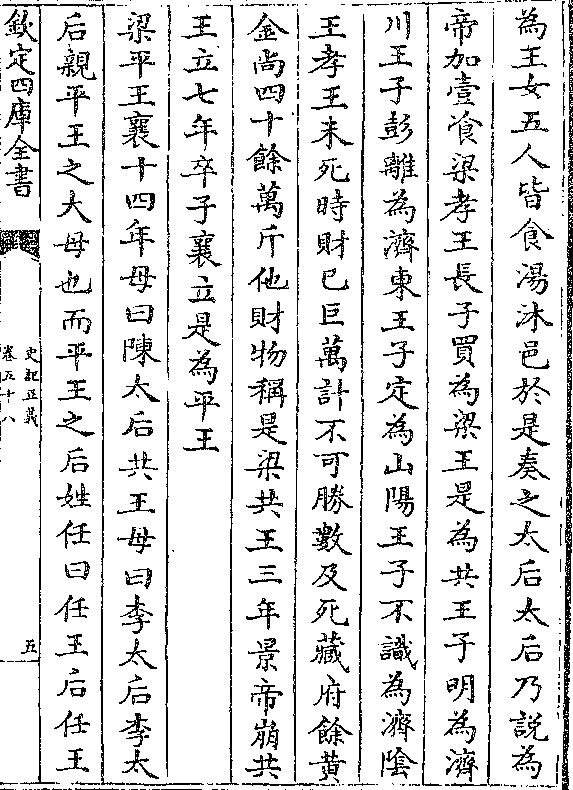 為王女五人皆食湯沐邑於是奏之太后太后乃說為
帝加壹飡梁孝王長子買為梁王是為共王子明為濟
川王子彭離為濟東王子定為山陽王子不識為濟陰
王孝王未死時財已巨萬計不可勝數及死藏府餘黄
金尚四十餘萬斤他財物稱是梁共王三年景帝崩共
王立七年卒子襄立是為平王
梁平王襄十四年母曰陳太后共王母曰李太后李太
后親平王之大母也而平王之后姓任曰任王后任王
欽定四庫全書
史記正義
卷五十八
五